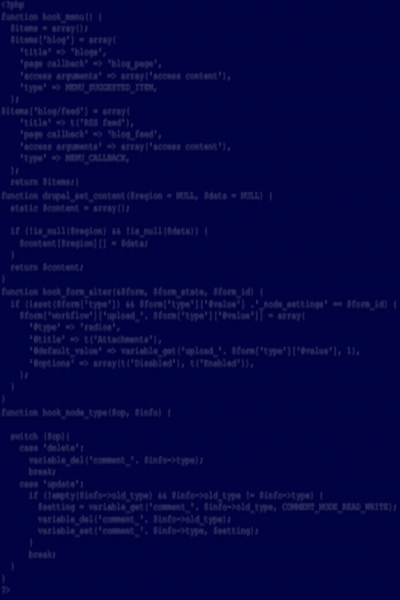 <?php
function hook_menu() {
$items = array();
$items['blog'] = array(
'title' => 'blogs',
'page callback' => 'blog_page',
'access arguments' => array('access content'),
'type' => MENU_SUGGESTED_ITEM,
);
$items['blog/feed'] = array(
'title' => t('RSS feed'),
'page callback' => 'blog_feed',
'access arguments' => array('access content'),
'type' => MENU_CALLBACK,
);
return $items;}
function drupal_set_content($region = NULL, $data = NULL) {
static $content = array();
if (!is_null($region) && !is_null($data)) {
$content[$region][] = $data;
}
return $content;
}
function hook_form_alter(&$form, $form_state, $form_id) {
if (isset($form['type']) && $form['type']['#value'] .'_node_settings' == $form_id) {
$form['workflow']['upload_'. $form['type']['#value']] = array(
'#type' => 'radios',
'#title' => t('Attachments'),
'#default_value' => variable_get('upload_'. $form['type']['#value'], 1),
'#options' => array(t('Disabled'), t('Enabled')),
);
}
}
function hook_node_type($op, $info) {
switch ($op){
case 'delete':
variable_del('comment_'. $info->type);
break;
case 'update':
if (!empty($info->old_type) && $info->old_type != $info->type) {
$setting = variable_get('comment_'. $info->old_type, COMMENT_NODE_READ_WRITE);
variable_del('comment_'. $info->old_type);
variable_set('comment_'. $info->type, $setting);
}
break;
}
}
?>